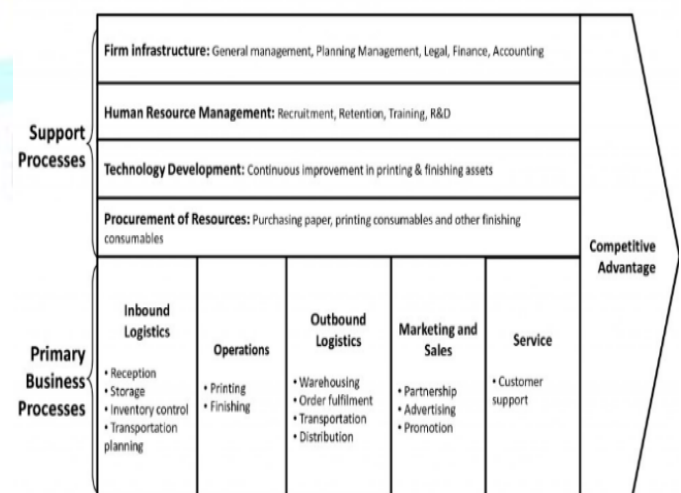 Support
Processes
Firm infrastructure: General management, Planning Management, Legal, Finance, Accounting
Human Resource Management: Recruitment, Retention, Training, R&D
Technology Development: Continuous improvement in printing & finishing assets
Procurement of Resources: Purchasing paper, printing consumables and other finishing
consumables
Competitive
Advantage
Primary
Business
Processes
Inbound
Logistics
• Reception
• Storage
• Inventory control
• Transportation
planning
Operations
• Printing
• Finishing
Outbound
Logistics
• Warehousing
• Order fulfilment
• Transportation
• Distribution
Marketing and
Sales
• Partnership
• Advertising
• Promotion
Service
• Customer
support